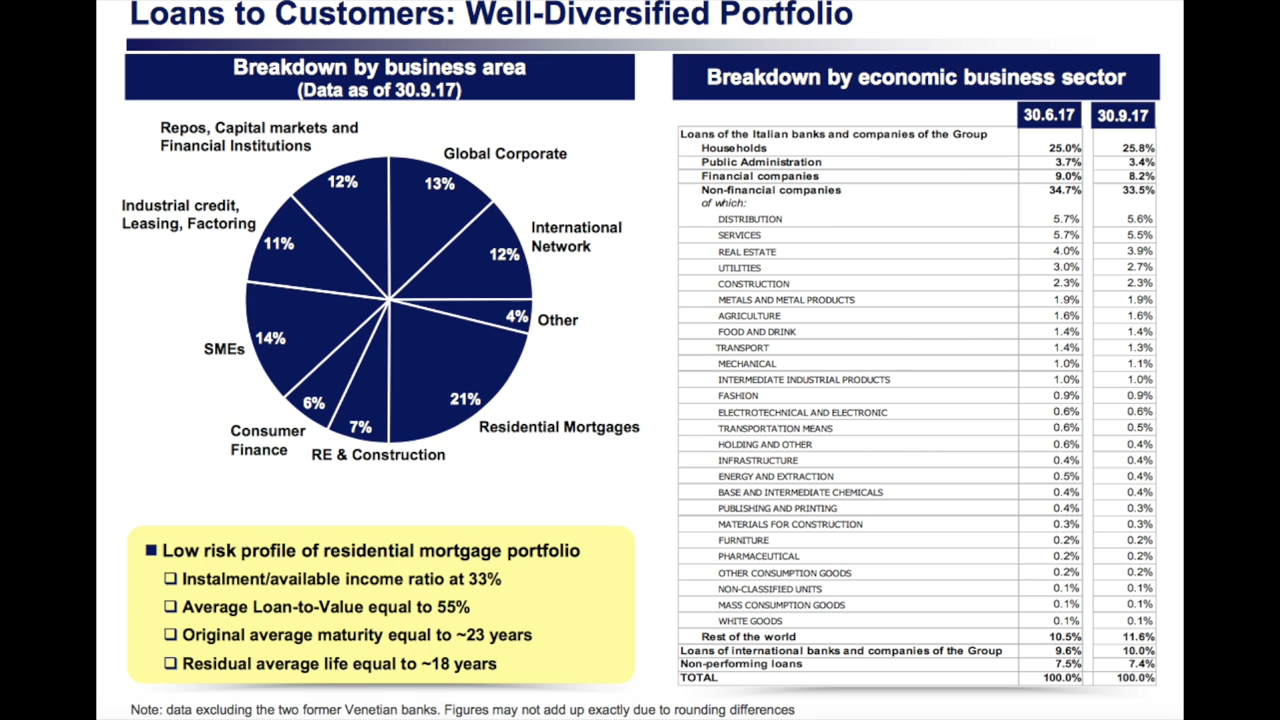 Loans to Customers: Well-Diversified Portfolio
Breakdown by business area
(Data as of 30.9.17)
Repos, Capital markets and
Financial Institutions
Global Corporate
12%
13%
Industrial credit,
Leasing, Factoring
International
Network
11%
12%
4%
Other
14%
SMEs
6%
7%
21%
Consumer
Finance
RE & Construction
Residential Mortgages
■ Low risk profile of residential mortgage portfolio
❑ Instalment/available income ratio at 33%
❑ Average Loan-to-Value equal to 55%
❑ Original average maturity equal to ~23 years
❑ Residual average life equal to ~18 years
Breakdown by economic business sector
30.6.17 30.9.17
Loans of the Italian banks and companies of the Group
Households 25.0% 25.8%
Public Administration 3.7% 3.4%
Financial companies 9.0% 8.2%
Non-financial companies 34.7% 33.5%
of which:
DISTRIBUTION 5.7% 5.6%
SERVICES 5.7% 5.5%
REAL ESTATE 4.0% 3.9%
UTILITIES 3.0% 2.7%
CONSTRUCTION 2.3% 2.3%
METALS AND METAL PRODUCTS 1.9% 1.9%
AGRICULTURE 1.6% 1.6%
FOOD AND DRINK 1.4% 1.4%
TRANSPORT 1.4% 1.3%
MECHANICAL 1.0% 1.1%
INTERMEDIATE INDUSTRIAL PRODUCTS 1.0% 1.0%
FASHION 0.9% 0.9%
ELECTROTECHNICAL AND ELECTRONIC 0.6% 0.6%
TRANSPORTATION MEANS 0.6% 0.5%
HOLDING AND OTHER 0.6% 0.4%
INFRASTRUCTURE 0.4% 0.4%
ENERGY AND EXTRACTION 0.5% 0.4%
BASE AND INTERMEDIATE CHEMICALS 0.4% 0.4%
PUBLISHING AND PRINTING 0.4% 0.3%
MATERIALS FOR CONSTRUCTION 0.3% 0.3%
FURNITURE 0.2% 0.2%
PHARMACEUTICAL 0.2% 0.2%
OTHER CONSUMPTION GOODS 0.2% 0.2%
NON-CLASSIFIED UNITS 0.1% 0.1%
MASS CONSUMPTION GOODS 0.1% 0.1%
WHITE GOODS 0.1% 0.1%
Rest of the world 10.5% 11.6%
Loans of international banks and companies of the Group 9.6% 10.0%
Non-performing loans 7.5% 7.4%
TOTAL 100.0% 100.0%
Note: data excluding the two former Venetian banks. Figures may not add up exactly due to rounding differences